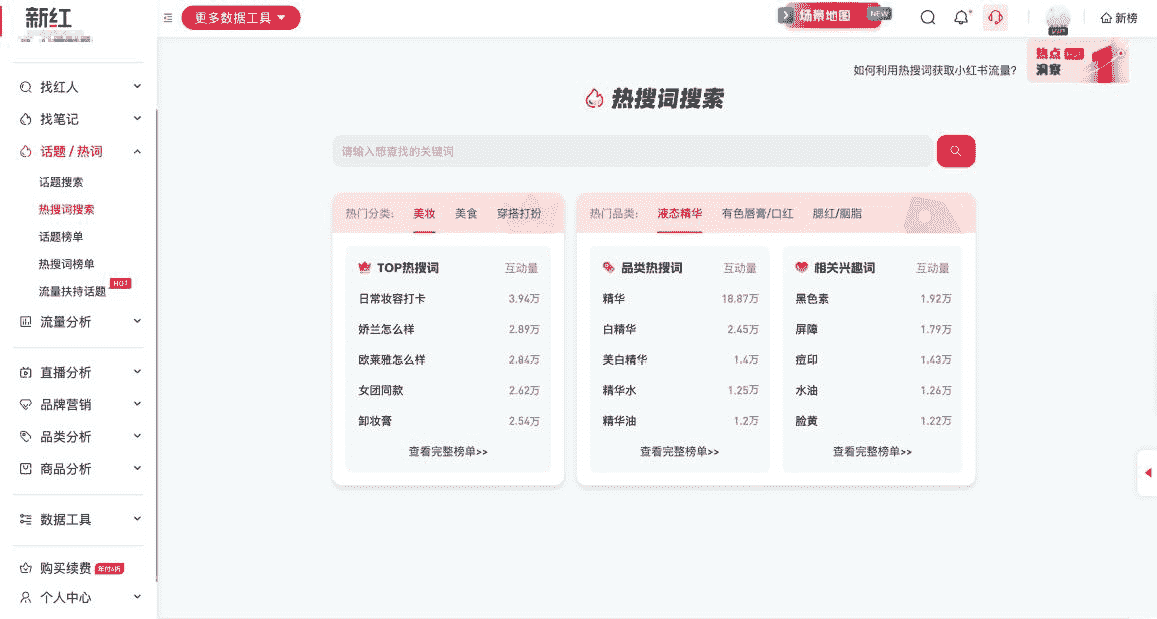 新红
更多数据工具
场景地图
NEW
新榜
VIP
找红人
找笔记
话题 / 热词
话题搜索
热搜词搜索
话题榜单
热搜词榜单
流量扶持话题
HOT
流量分析
直播分析
品牌营销
品类分析
商品分析
数据工具
购买续费
个人中心
如何利用热搜词获取小红书流量?
热点
洞察
热搜词搜索
请输入想查找的关键词
热门分类: 美妆 美食 穿搭打扮
TOP热搜词 互动量
日常妆容打卡 3.94万
娇兰怎么样 2.89万
欧莱雅怎么样 2.84万
女团同款 2.62万
卸妆膏 2.54万
查看完整榜单>>
热门品类: 液态精华 有色唇膏/口红 腮红/胭脂
品类热搜词 互动量
精华 18.87万
白精华 2.45万
美白精华 1.4万
精华水 1.25万
精华油 1.2万
查看完整榜单>>
相关兴趣词 互动量
黑色素 1.92万
屏障 1.79万
痘印 1.43万
水油 1.26万
脸黄 1.22万
查看完整榜单>>